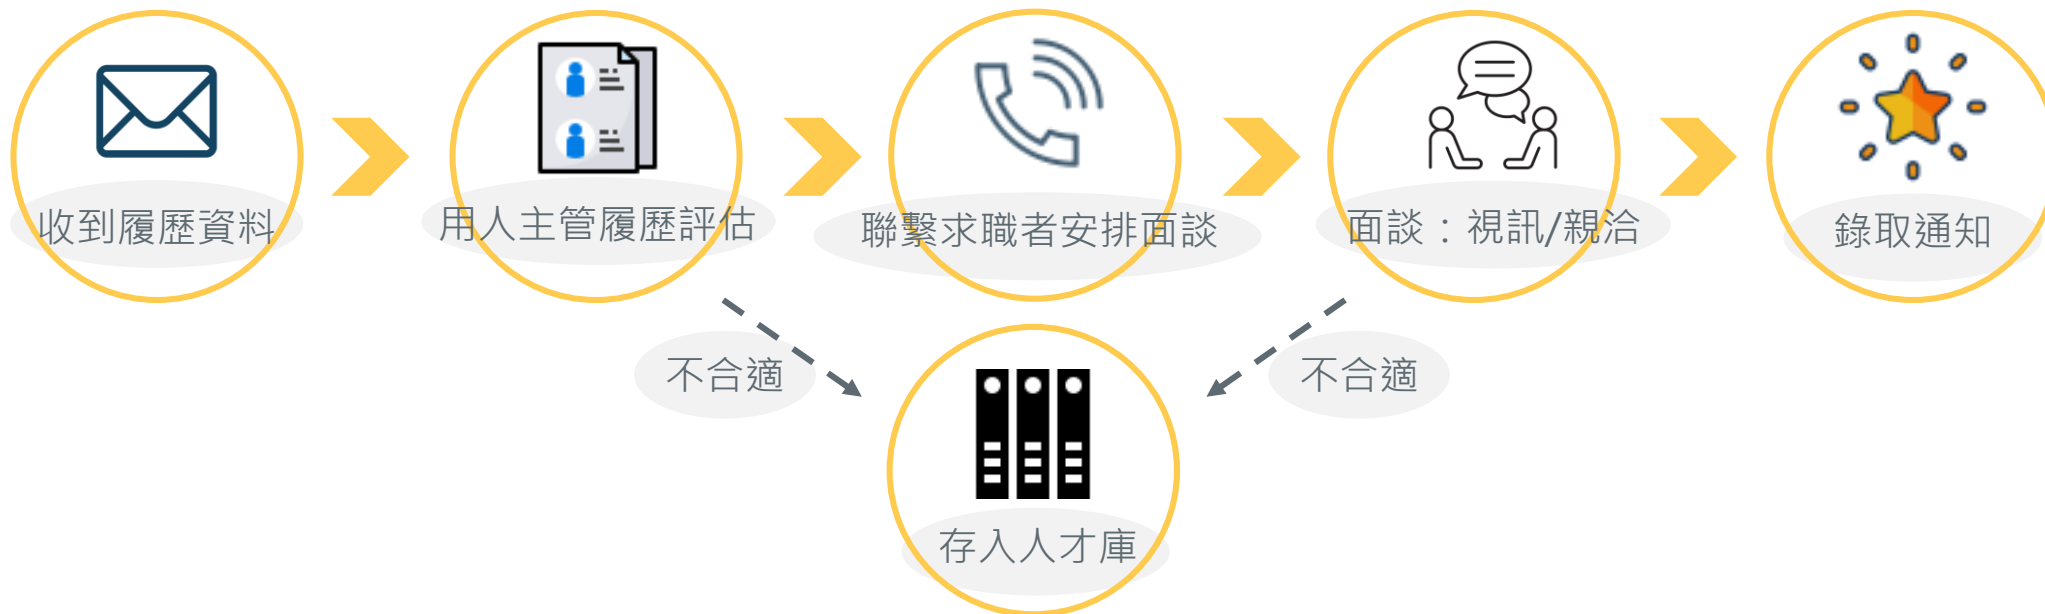 收到履歷資料
用人主管履歷評估
聯繫求職者安排面談
面談：視訊/親洽
錄取通知
不合適
不合適
存入人才庫